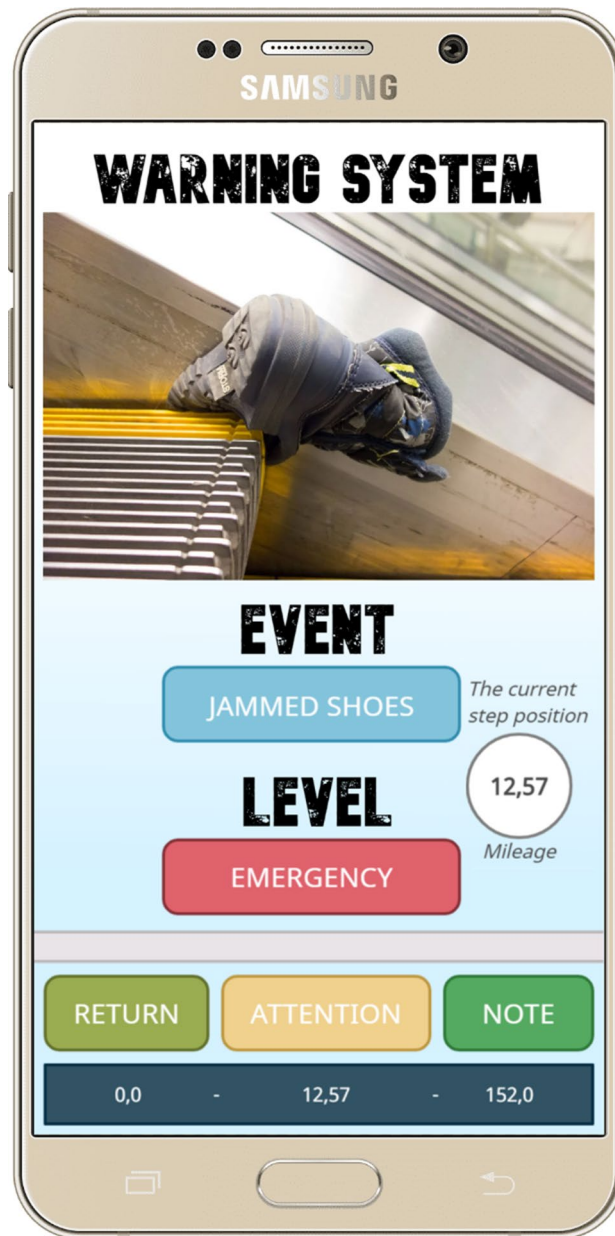 SAMSUNG
WARNING SYSTEM
EVENT
JAMMED SHOES
The current
step position
12,57
Mileage
LEVEL
EMERGENCY
RETURN ATTENTION NOTE
0,0 - 12,57 - 152,0